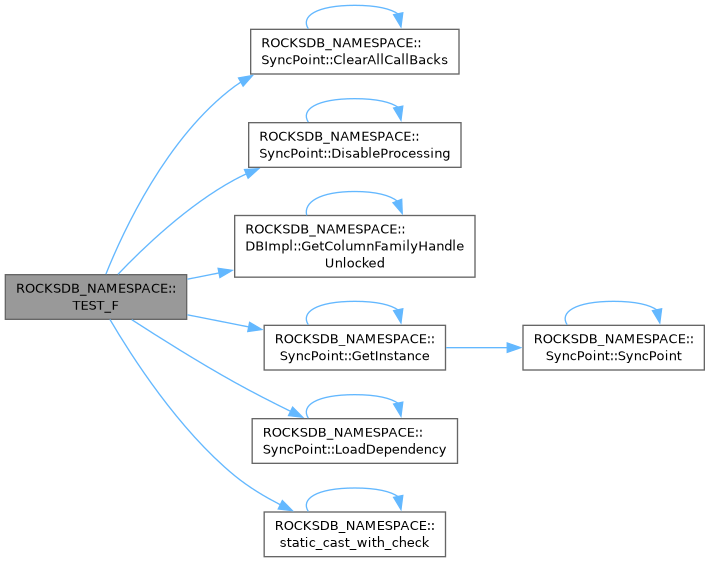 ROCKSDB_NAMESPACE::
TEST_F
ROCKSDB_NAMESPACE::
SyncPoint::ClearAllCallBacks
ROCKSDB_NAMESPACE::
SyncPoint::DisableProcessing
ROCKSDB_NAMESPACE::
DBImpl::GetColumnFamilyHandle
Unlocked
ROCKSDB_NAMESPACE::
SyncPoint::GetInstance
ROCKSDB_NAMESPACE::
SyncPoint::SyncPoint
ROCKSDB_NAMESPACE::
SyncPoint::LoadDependency
ROCKSDB_NAMESPACE::
static_cast_with_check